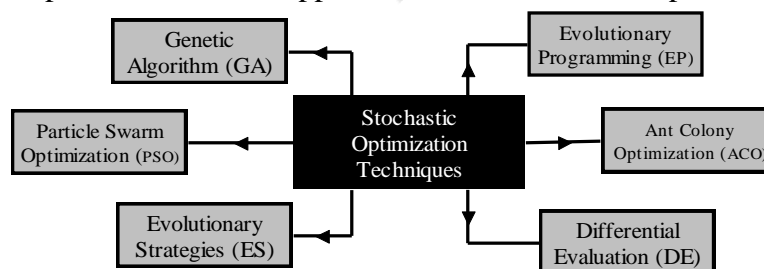 Genetic
Algorithm (GA)
Evolutionary
Programming (EP)
Stochastic
Optimization
Techniques
Particle Swarm
Optimization (PSO)
Ant Colony
Optimization (ACO)
Evolutionary
Strategies (ES)
Differential
Evaluation (DE)